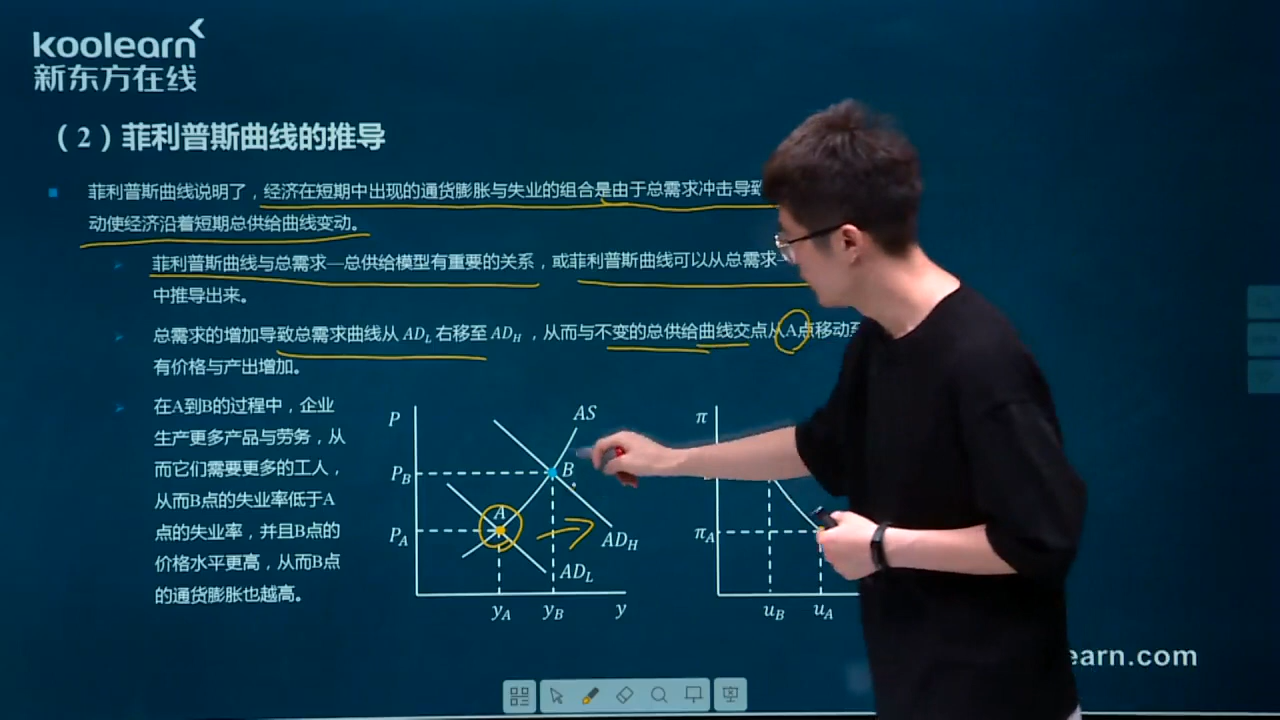 koolearn
新东方在线
（2）菲利普斯曲线的推导
菲利普斯曲线说明了，经济在短期中出现的通货膨胀与失业的组合是由于总需求冲击导致
动使经济沿着短期总供给曲线变动。
菲利普斯曲线与总需求—总供给模型有重要的关系，或菲利普斯曲线可以从总需求
中推导出来。
总需求的增加导致总需求曲线从 AD_L 右移至 AD_H ，从而与不变的总供给曲线交点从A点移动至
有价格与产出增加。
在A到B的过程中，企业
生产更多产品与劳务，从
而它们需要更多的工人，
从而B点的失业率低于A
点的失业率，并且B点的
价格水平更高，从而B点
的通货膨胀也越高。
P AS
P_B B
A
P_A AD_H
AD_L
y_A y_B y
π
π_A
u_B u_A
earn.com